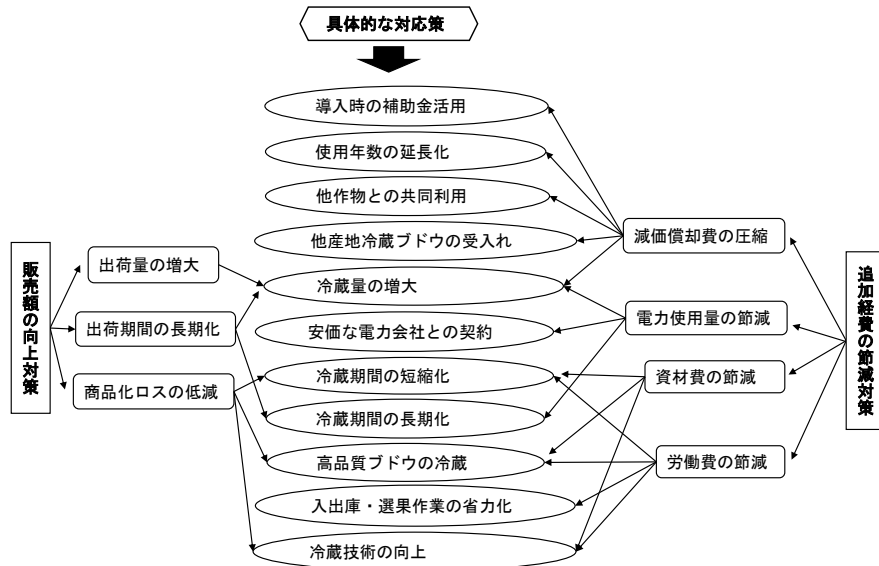 具体的な対応策
導入時の補助金活用
使用年数の延長化
他作物との共同利用
他産地冷蔵ブドウの受入れ
冷蔵量の増大
安価な電力会社との契約
冷蔵期間の短縮化
冷蔵期間の長期化
高品質ブドウの冷蔵
入出庫・選果作業の省力化
冷蔵技術の向上
販売額の向上対策
出荷量の増大
出荷期間の長期化
商品化ロスの低減
減価償却費の圧縮
電力使用量の節減
資材費の節減
労働費の節減
追加経費の節減対策